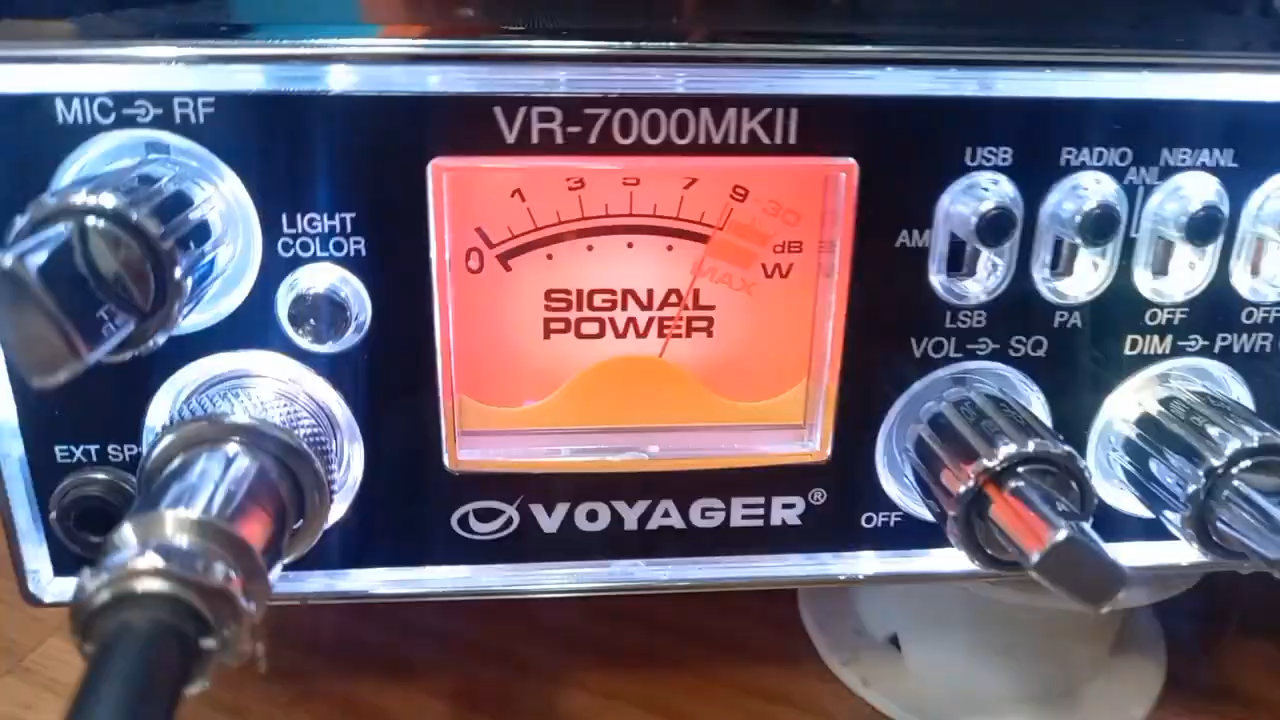 MIC RF
VR-7000MKII
LIGHT
COLOR
0 1 3 5 7 9 +30
dB
W
MAX
SIGNAL
POWER
USB
AM
LSB
RADIO
PA
NB/ANL
ANL
OFF
OFF
VOL SQ
DIM PWR
EXT SP
OFF
VOYAGER®